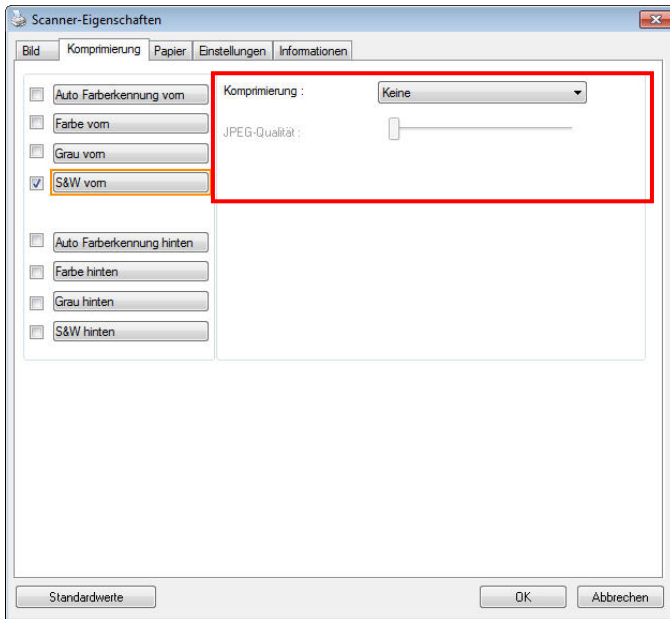 Scanner-Eigenschaften
Bild Komprimierung Papier Einstellungen Informationen
Auto Farberkennung vorn
Farbe vorn
Grau vorn
S&W vorn
Auto Farberkennung hinten
Farbe hinten
Grau hinten
S&W hinten
Komprimierung : Keine
JPEG-Qualität :
Standardwerte OK Abbrechen